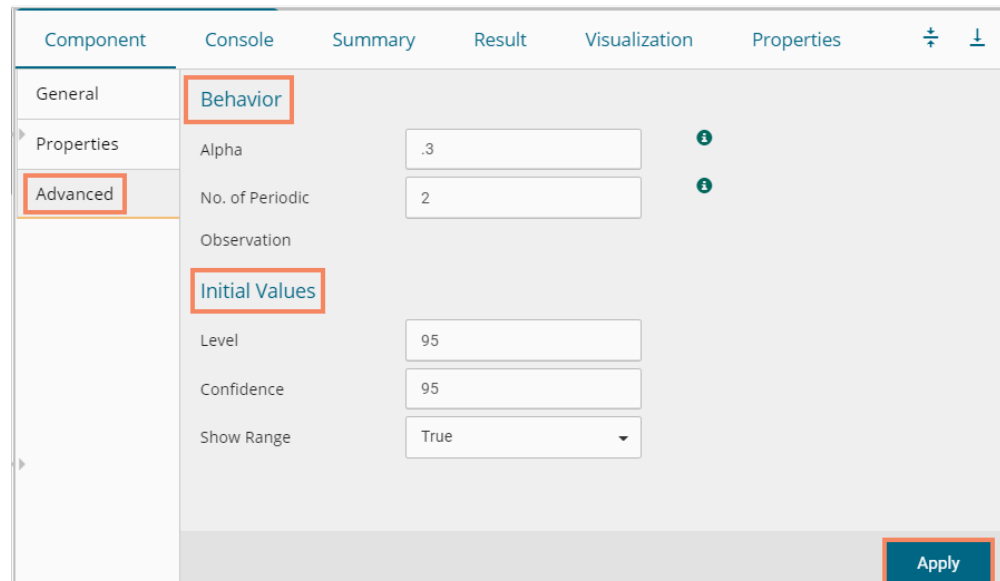 Component Console Summary Result Visualization Properties
General
Properties
Advanced
Behavior
Alpha .3
No. of Periodic 2
Observation
Initial Values
Level 95
Confidence 95
Show Range True
Apply